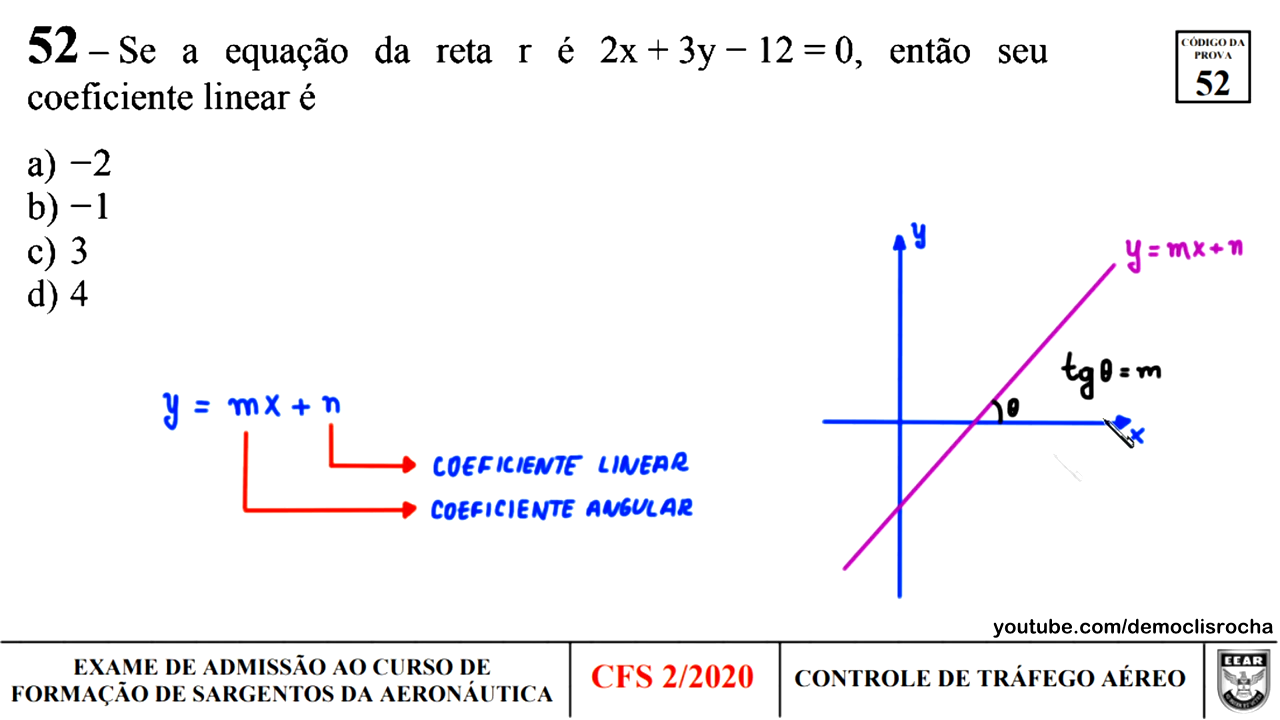 52 – Se a equação da reta r é 2x + 3y − 12 = 0, então seu
coeficiente linear é
CÓDIGO DA
PROVA
52
a) −2
b) −1
c) 3
d) 4
y
y = mx + n
tg θ = m
θ
x
y = mx + n
COEFICIENTE LINEAR
COEFICIENTE ANGULAR
youtube.com/democlisrocha
EXAME DE ADMISSÃO AO CURSO DE
FORMAÇÃO DE SARGENTOS DA AERONÁUTICA
CFS 2/2020
CONTROLE DE TRÁFEGO AÉREO
EEAR